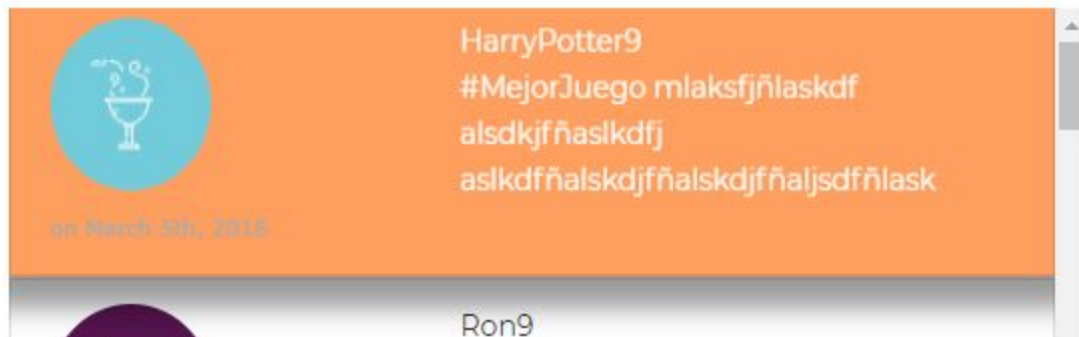 HarryPotter9
#MejorJuego mlaksfjñlaskdf
alsdkjfñaslkdfj
aslkdfñalskdjfñalskdjfñaljsdfñlask
on March 5th, 2018
Ron9